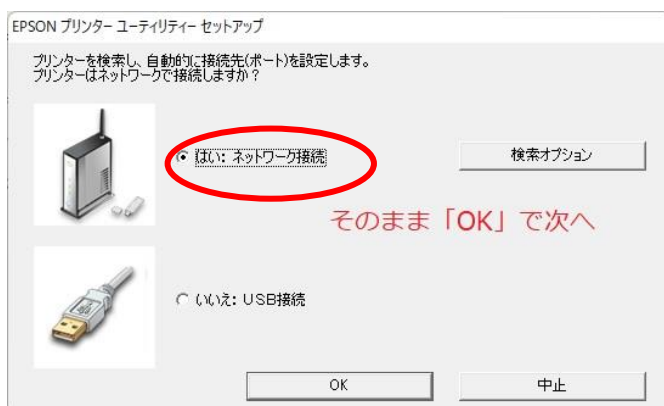 EPSON プリンター ユーティリティー セットアップ
プリンターを検索し、自動的に接続先(ポート)を設定します。
プリンターはネットワークで接続しますか？
はい: ネットワーク接続
検索オプション
そのまま「OK」で次へ
いいえ: USB接続
OK
中止